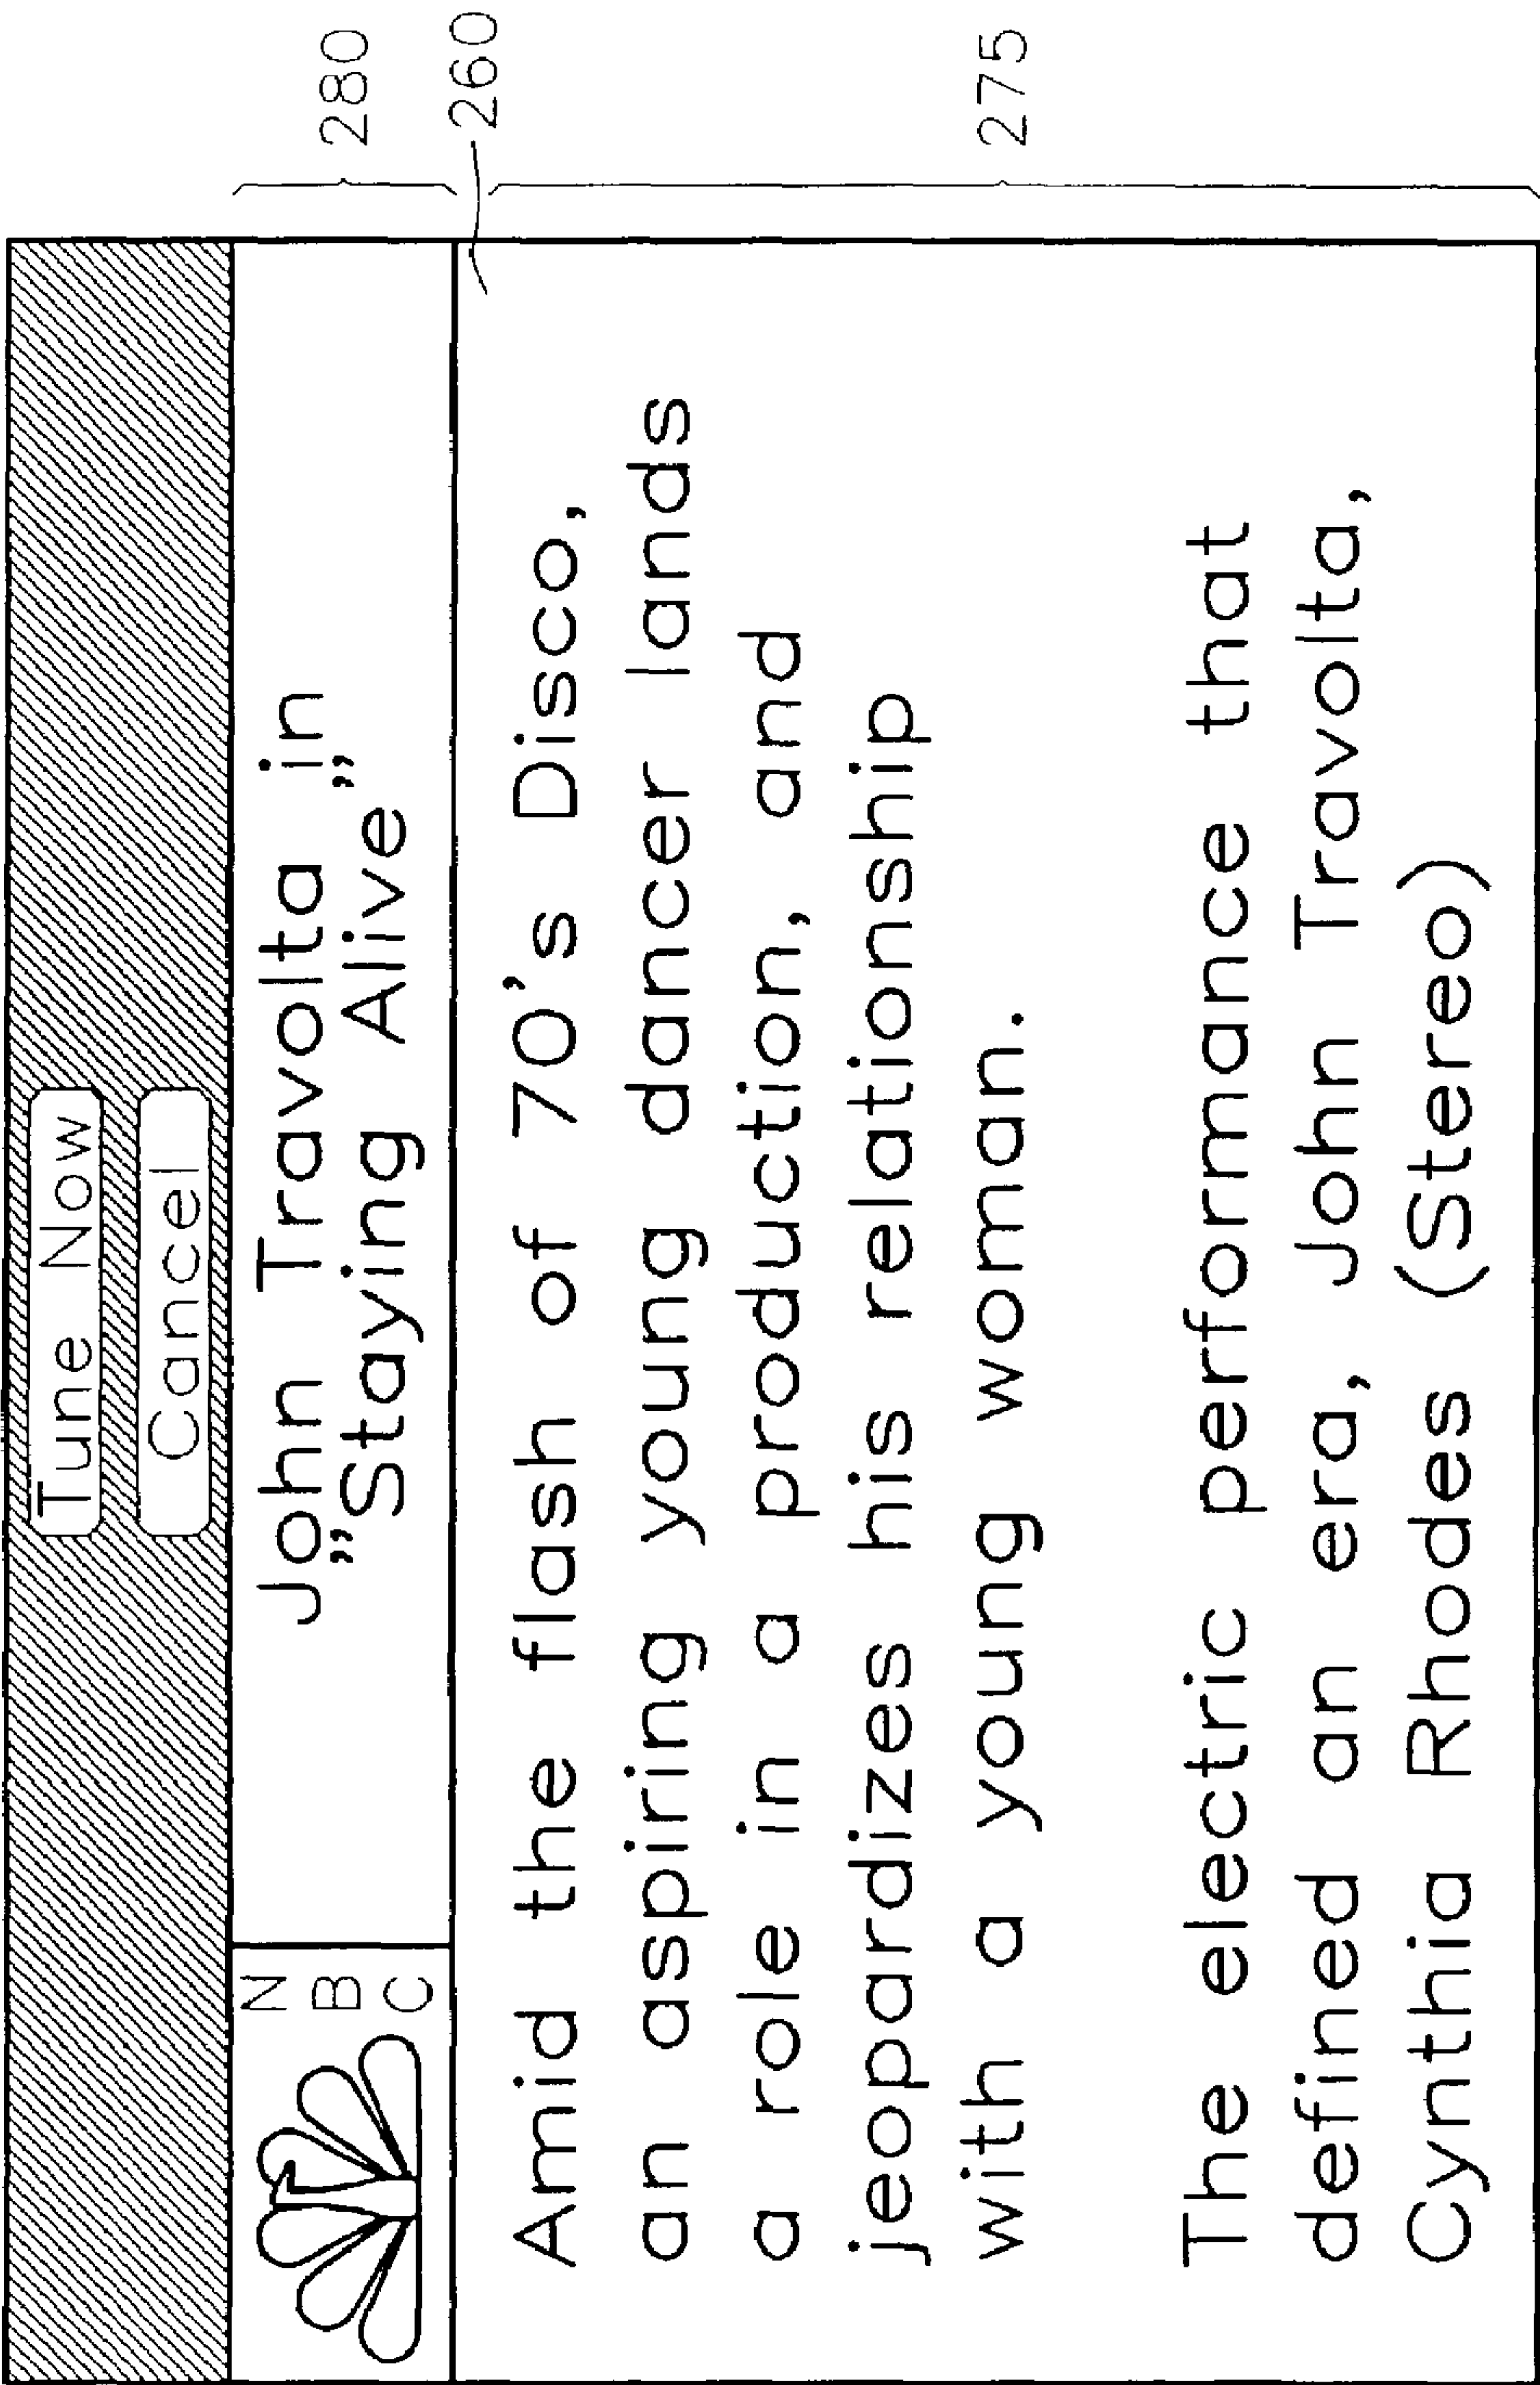 Tune Now
Cancel
N
B
C
John Travolta in
"Staying Alive"
280
260
Amid the flash of 70's Disco,
an aspiring young dancer lands
a role in a production, and
jeopardizes his relationship
with a young woman.
The electric performance that
defined an era, John Travolta,
Cynthia Rhodes (Stereo)
275